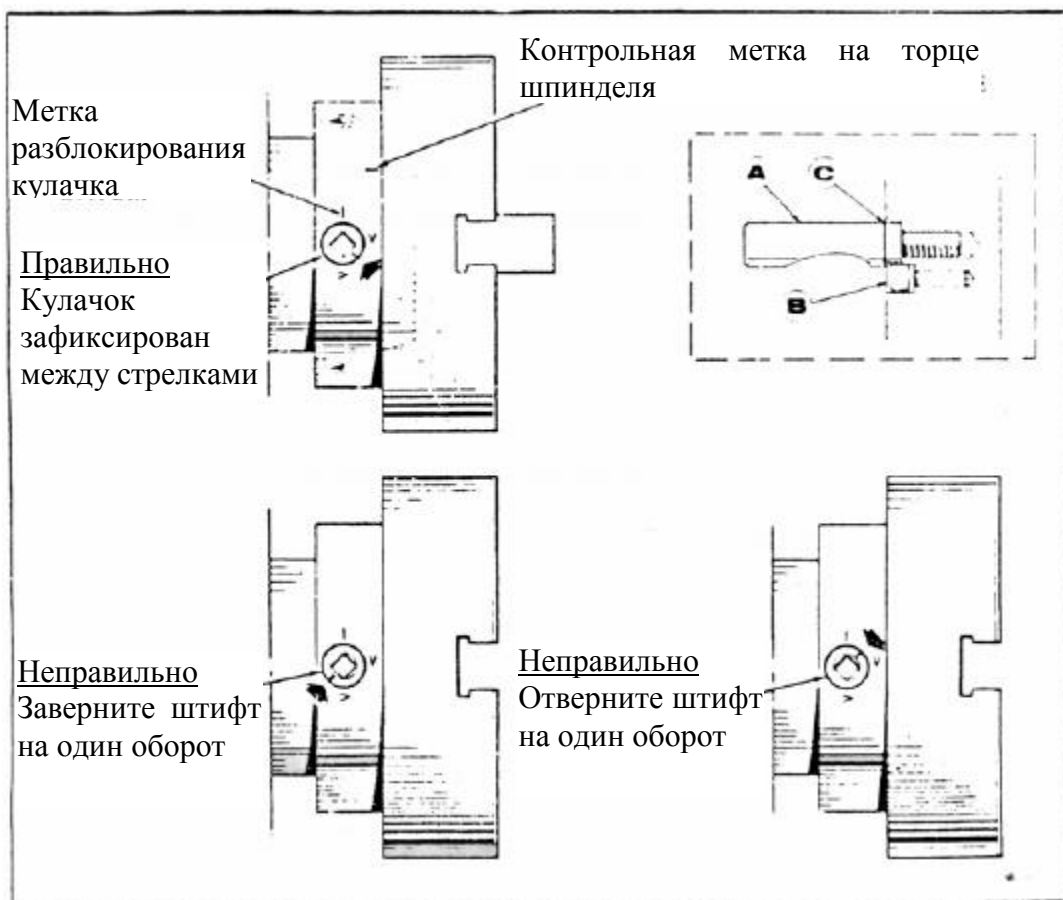 Контрольная метка на торце
шпинделя
Метка
разблокирования
кулачка
Правильно
Кулачок
зафиксирован
между стрелками
A
C
B
Неправильно
Заверните штифт
на один оборот
Неправильно
Отверните штифт
на один оборот